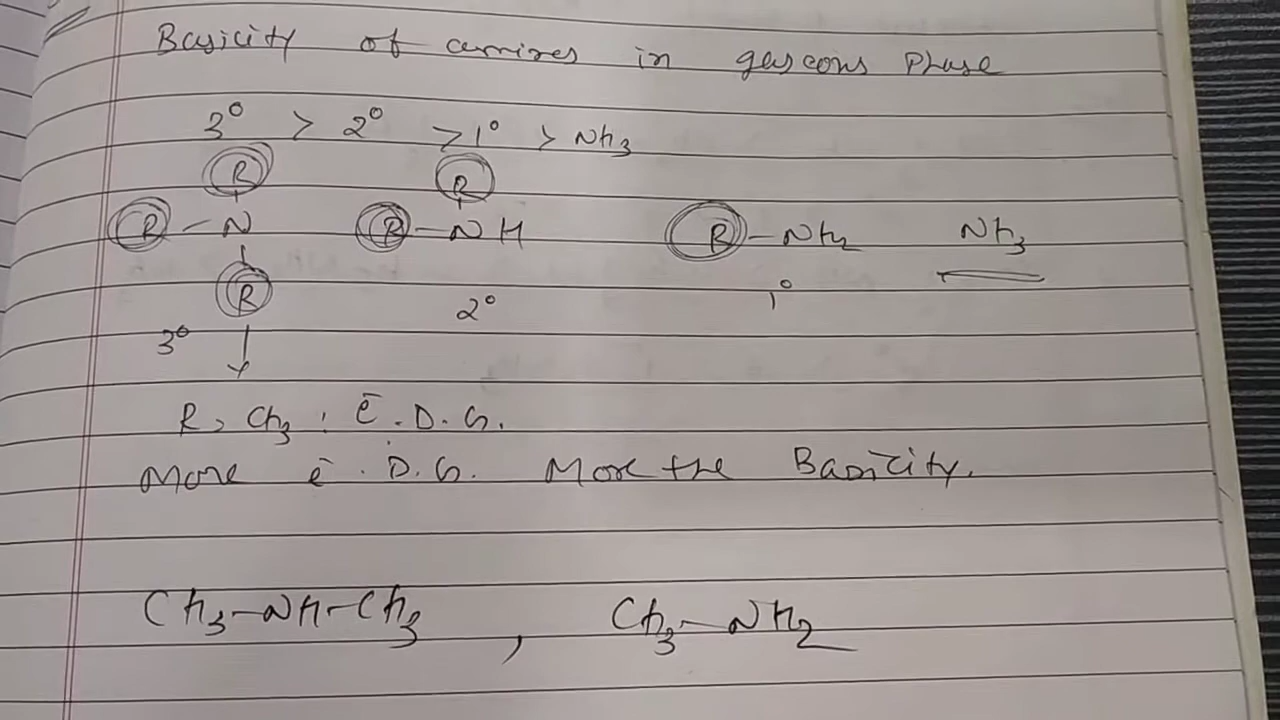 Basicity of amines in gaseous Phase
3° > 2° > 1° > NH3
R R
R - N R - NH R - NH2 NH3
R 2° 1°
3°
R, CH3 : e̅.D.G.
More e̅.D.G. More the Basicity.
CH3-NH-CH3 , CH3-NH2